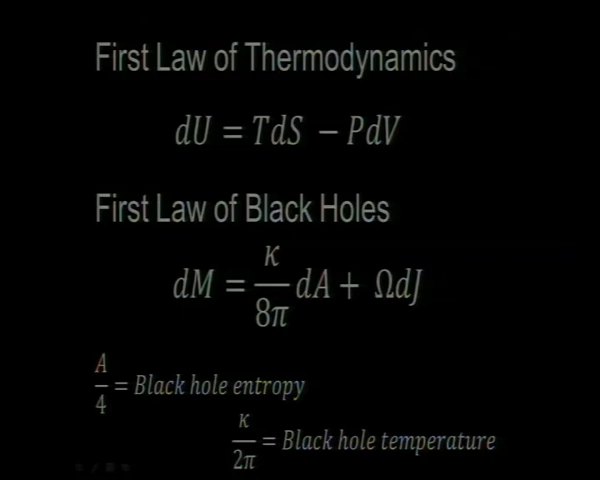 First Law of Thermodynamics
dU = TdS − PdV
First Law of Black Holes
dM = κ/8π dA + ΩdJ
A/4 = Black hole entropy
κ/2π = Black hole temperature